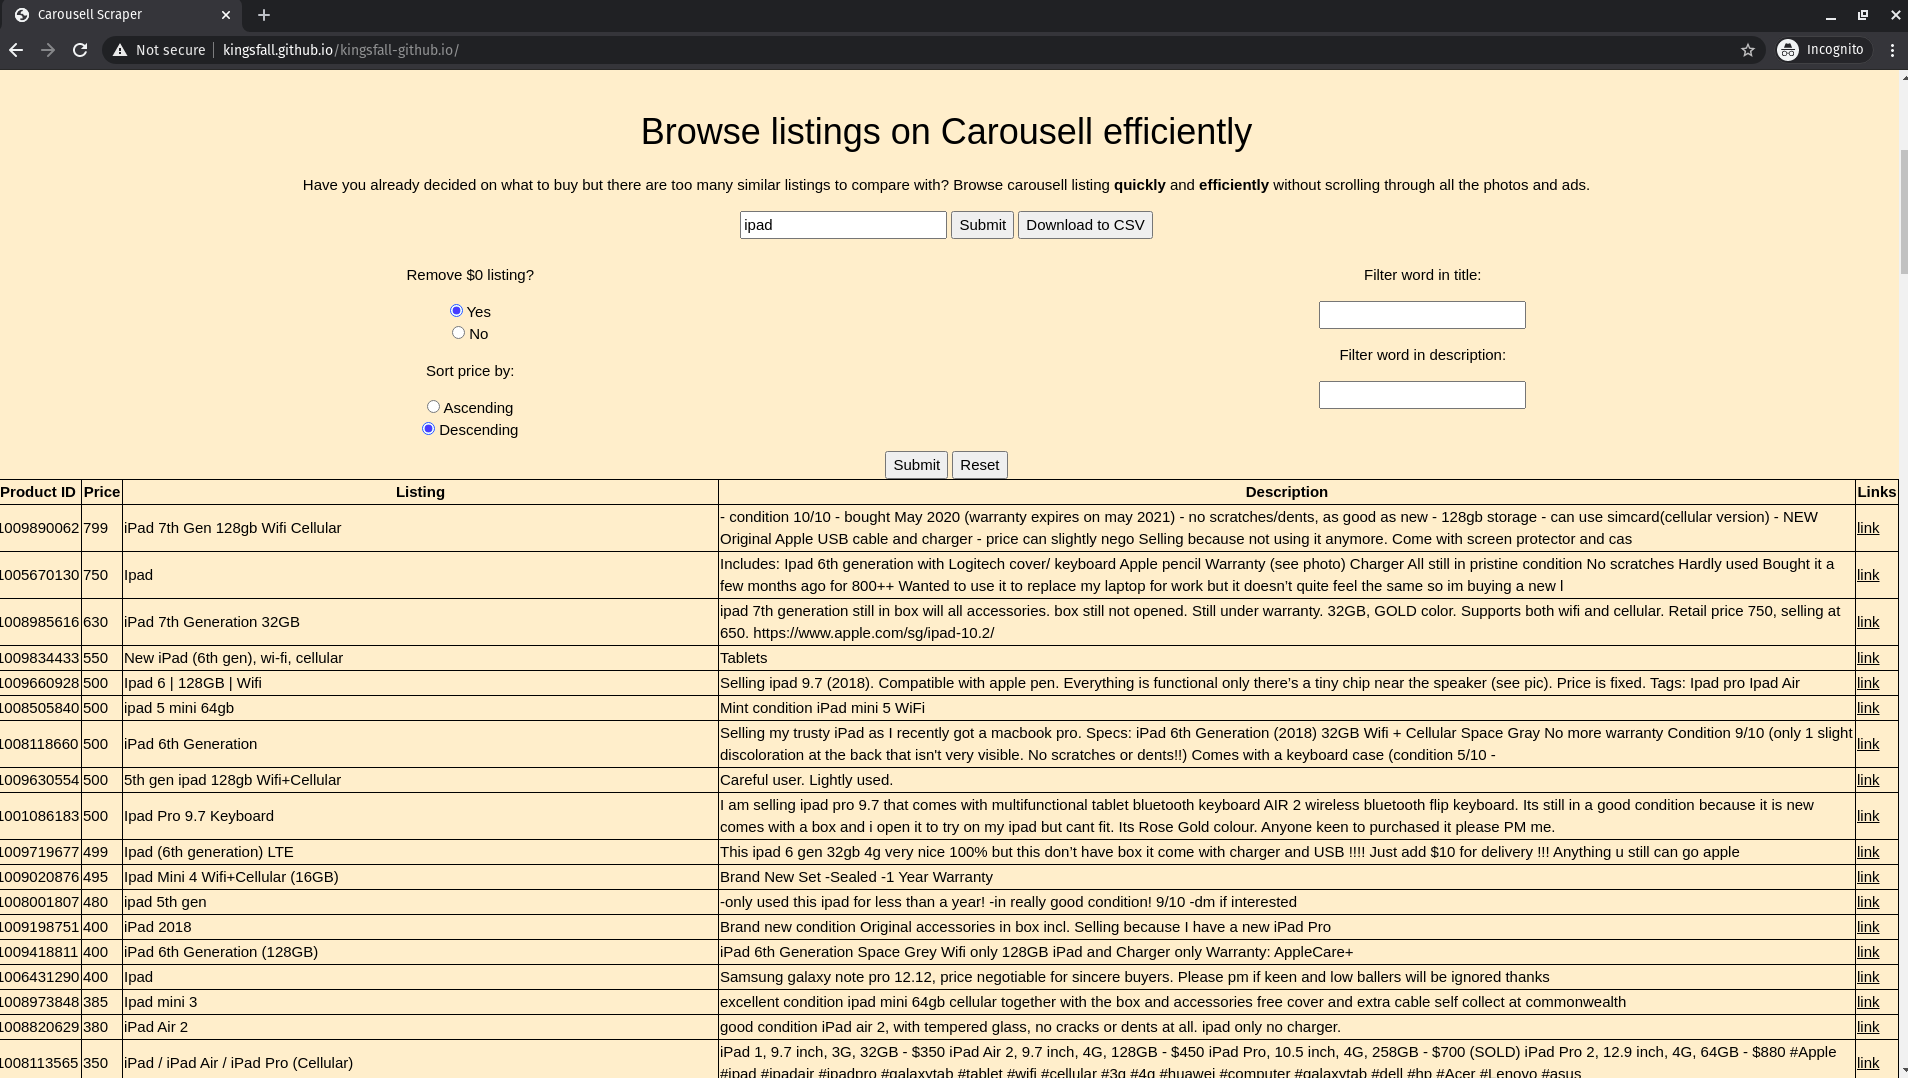 Carousell Scraper
Not secure kingsfall.github.io/kingsfall-github.io/
Incognito
Browse listings on Carousell efficiently
Have you already decided on what to buy but there are too many similar listings to compare with? Browse carousell listing quickly and efficiently without scrolling through all the photos and ads.
ipad Submit Download to CSV
Remove $0 listing?
Yes
No
Sort price by:
Ascending
Descending
Filter word in title:
Filter word in description:
Submit Reset
Product ID Price Listing Description Links
1009890062 799 iPad 7th Gen 128gb Wifi Cellular - condition 10/10 - bought May 2020 (warranty expires on may 2021) - no scratches/dents, as good as new - 128gb storage - can use simcard(cellular version) - NEW
Original Apple USB cable and charger - price can slightly nego Selling because not using it anymore. Come with screen protector and cas link
1005670130 750 Ipad Includes: Ipad 6th generation with Logitech cover/ keyboard Apple pencil Warranty (see photo) Charger All still in pristine condition No scratches Hardly used Bought it a
few months ago for 800++ Wanted to use it to replace my laptop for work but it doesn’t quite feel the same so im buying a new l link
1008985616 630 iPad 7th Generation 32GB ipad 7th generation still in box will all accessories. box still not opened. Still under warranty. 32GB, GOLD color. Supports both wifi and cellular. Retail price 750, selling at
650. https://www.apple.com/sg/ipad-10.2/ link
1009834433 550 New iPad (6th gen), wi-fi, cellular Tablets link
1009660928 500 Ipad 6 | 128GB | Wifi Selling ipad 9.7 (2018). Compatible with apple pen. Everything is functional only there’s a tiny chip near the speaker (see pic). Price is fixed. Tags: Ipad pro Ipad Air link
1008505840 500 ipad 5 mini 64gb Mint condition iPad mini 5 WiFi link
1008118660 500 iPad 6th Generation Selling my trusty iPad as I recently got a macbook pro. Specs: iPad 6th Generation (2018) 32GB Wifi + Cellular Space Gray No more warranty Condition 9/10 (only 1 slight
discoloration at the back that isn't very visible. No scratches or dents!!) Comes with a keyboard case (condition 5/10 - link
1009630554 500 5th gen ipad 128gb Wifi+Cellular Careful user. Lightly used. link
1001086183 500 Ipad Pro 9.7 Keyboard I am selling ipad pro 9.7 that comes with multifunctional tablet bluetooth keyboard AIR 2 wireless bluetooth flip keyboard. Its still in a good condition because it is new
comes with a box and i open it to try on my ipad but cant fit. Its Rose Gold colour. Anyone keen to purchased it please PM me. link
1009719677 499 Ipad (6th generation) LTE This ipad 6 gen 32gb 4g very nice 100% but this don’t have box it come with charger and USB !!!! Just add $10 for delivery !!! Anything u still can go apple link
1009020876 495 Ipad Mini 4 Wifi+Cellular (16GB) Brand New Set -Sealed -1 Year Warranty link
1008001807 480 ipad 5th gen -only used this ipad for less than a year! -in really good condition! 9/10 -dm if interested link
1009198751 400 iPad 2018 Brand new condition Original accessories in box incl. Selling because I have a new iPad Pro link
1009418811 400 iPad 6th Generation (128GB) iPad 6th Generation Space Grey Wifi only 128GB iPad and Charger only Warranty: AppleCare+ link
1006431290 400 Ipad Samsung galaxy note pro 12.12, price negotiable for sincere buyers. Please pm if keen and low ballers will be ignored thanks link
1008973848 385 Ipad mini 3 excellent condition ipad mini 64gb cellular together with the box and accessories free cover and extra cable self collect at commonwealth link
1008820629 380 iPad Air 2 good condition iPad air 2, with tempered glass, no cracks or dents at all. ipad only no charger. link
1008113565 350 iPad / iPad Air / iPad Pro (Cellular) iPad 1, 9.7 inch, 3G, 32GB - $350 iPad Air 2, 9.7 inch, 4G, 128GB - $450 iPad Pro, 10.5 inch, 4G, 258GB - $700 (SOLD) iPad Pro 2, 12.9 inch, 4G, 64GB - $880 #Apple
#ipad #ipadair #ipadpro #galaxytab #tablet #wifi #cellular #3g #4g #huawei #computer #galaxytab #dell #hp #Acer #Lenovo #asus link